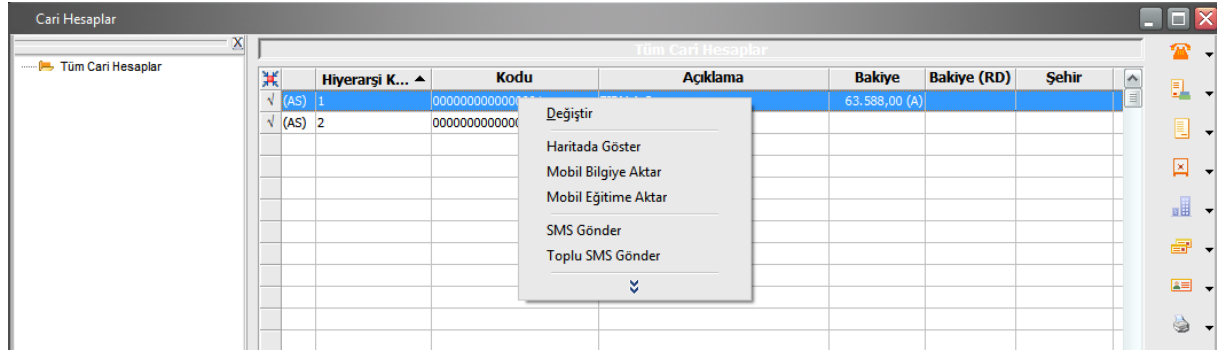 Cari Hesaplar
X
Tüm Cari Hesaplar
Tüm Cari Hesaplar
Hiyerarşi K... Kodu Açıklama Bakiye Bakiye (RD) Şehir
√ (AS) 1 63.588,00 (A)
√ (AS) 2
Değiştir
Haritada Göster
Mobil Bilgiye Aktar
Mobil Eğitime Aktar
SMS Gönder
Toplu SMS Gönder